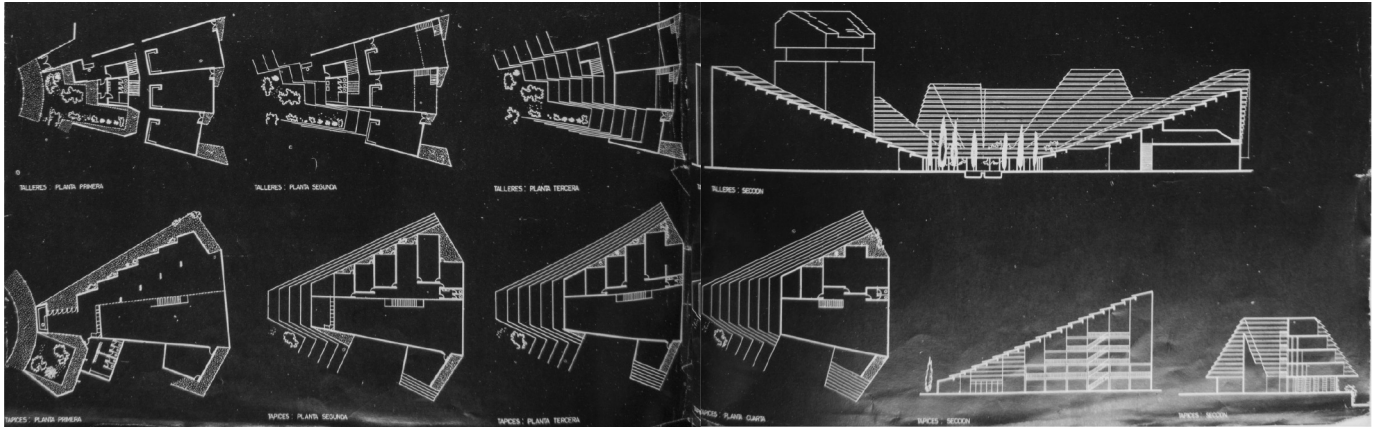 TALLERES : PLANTA PRIMERA
TALLERES : PLANTA SEGUNDA
TALLERES : PLANTA TERCERA
TALLERES : SECCION
TAPICES : PLANTA PRIMERA
TAPICES : PLANTA SEGUNDA
TAPICES : PLANTA TERCERA
PLANTA CUARTA
TAPICES : SECCION
TAPICES : SECCION